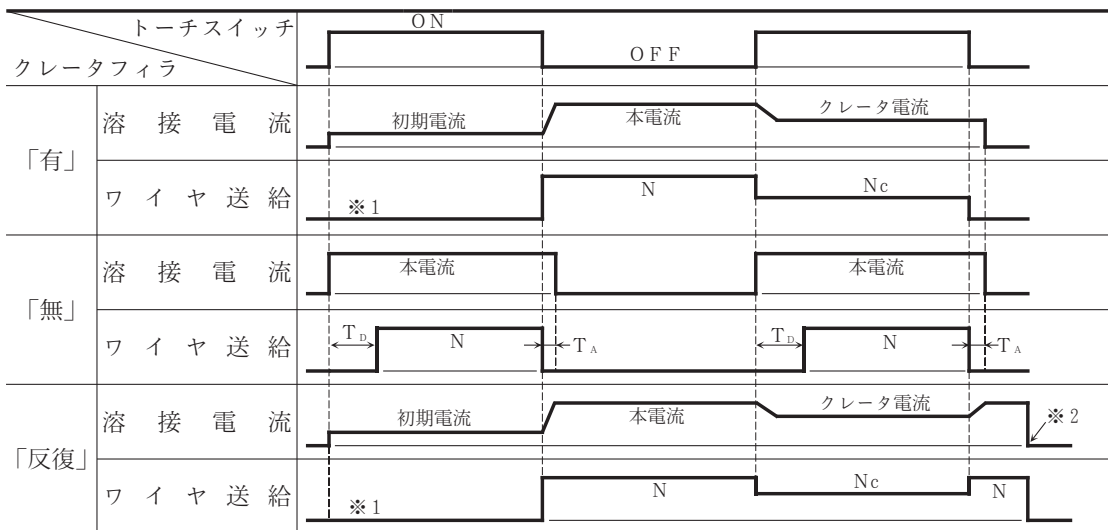 トーチスイッチ
クレータフィラ
ON
OFF
「有」
溶接電流
初期電流
本電流
クレータ電流
ワイヤ送給
※1
N
Nc
「無」
溶接電流
本電流
本電流
ワイヤ送給
TD
N
TA
TD
N
TA
「反復」
溶接電流
初期電流
本電流
クレータ電流
※2
ワイヤ送給
※1
N
Nc
N